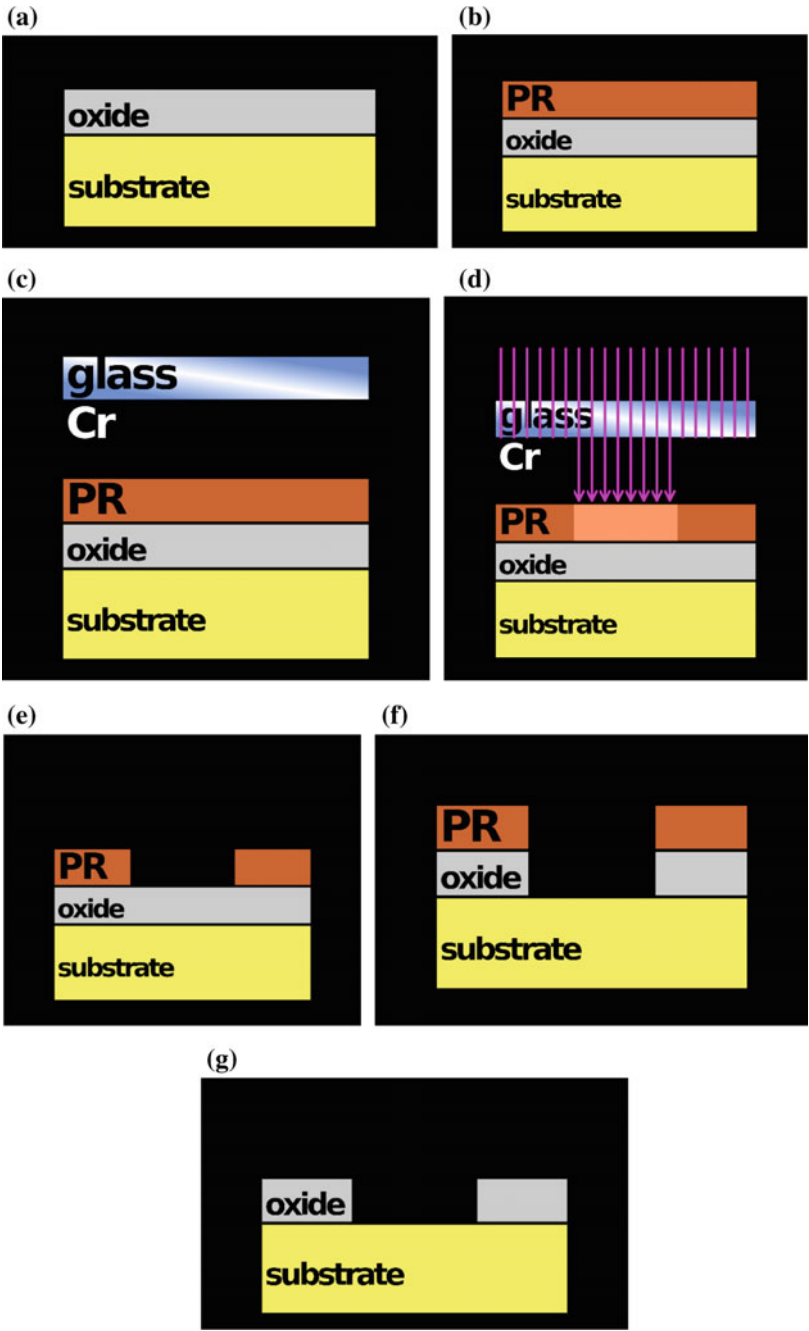 (a)
oxide
substrate
(b)
PR
oxide
substrate
(c)
glass
Cr
PR
oxide
substrate
(d)
glass
Cr
PR
oxide
substrate
(e)
PR
oxide
substrate
(f)
PR
oxide
substrate
(g)
oxide
substrate